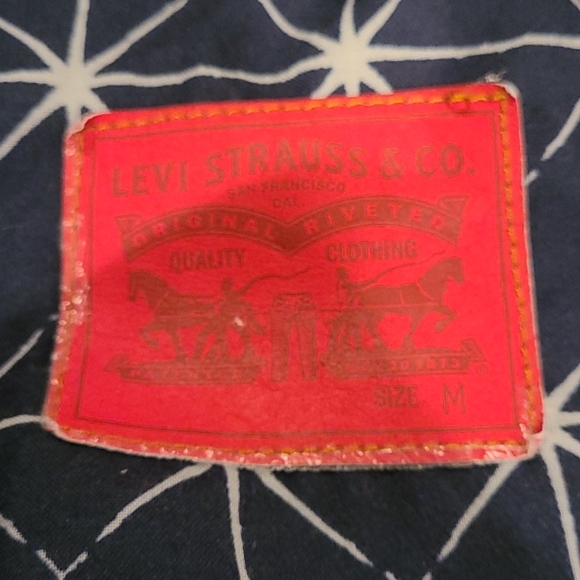 LEVI STRAUSS & CO.
SAN FRANCISCO
CAL.
ORIGINAL RIVETED
QUALITY CLOTHING
SIZE M